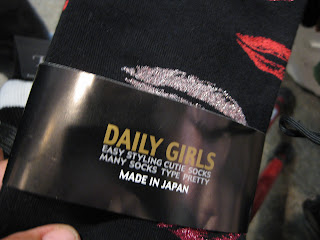 DAILY GIRLS
EASY STYLING CUTIE SOCKS
MANY SOCKS TYPE PRETTY
MADE IN JAPAN